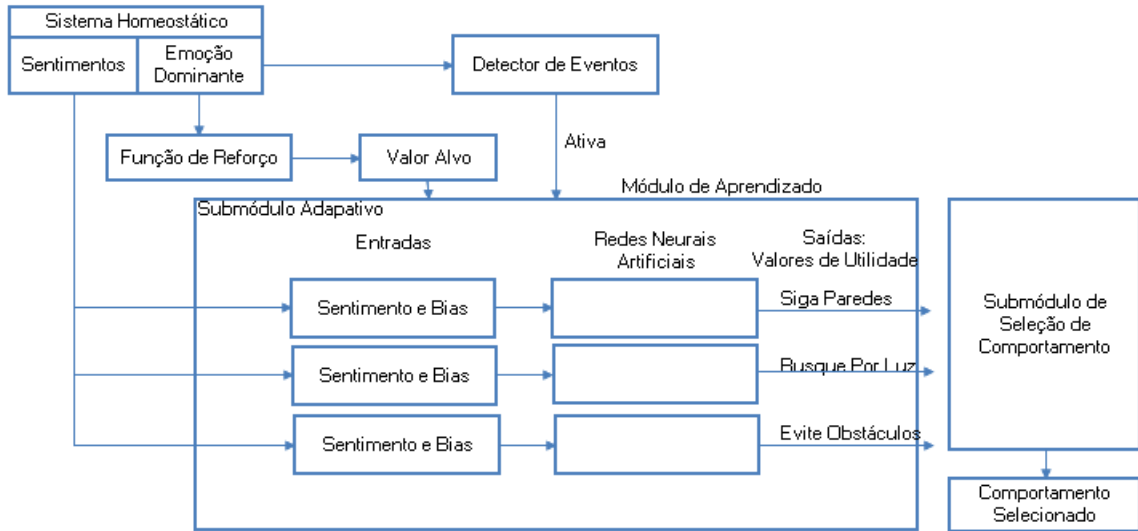 Sistema Homeostático
Sentimentos
Emoção
Dominante
Detector de Eventos
Função de Reforço
Valor Alvo
Ativa
Módulo de Aprendizado
Submódulo Adapativo
Entradas
Redes Neurais
Artificiais
Saídas:
Valores de Utilidade
Sentimento e Bias
Siga Paredes
Sentimento e Bias
Busque Por Luz
Sentimento e Bias
Evite Obstáculos
Submódulo de
Seleção de
Comportamento
Comportamento
Selecionado